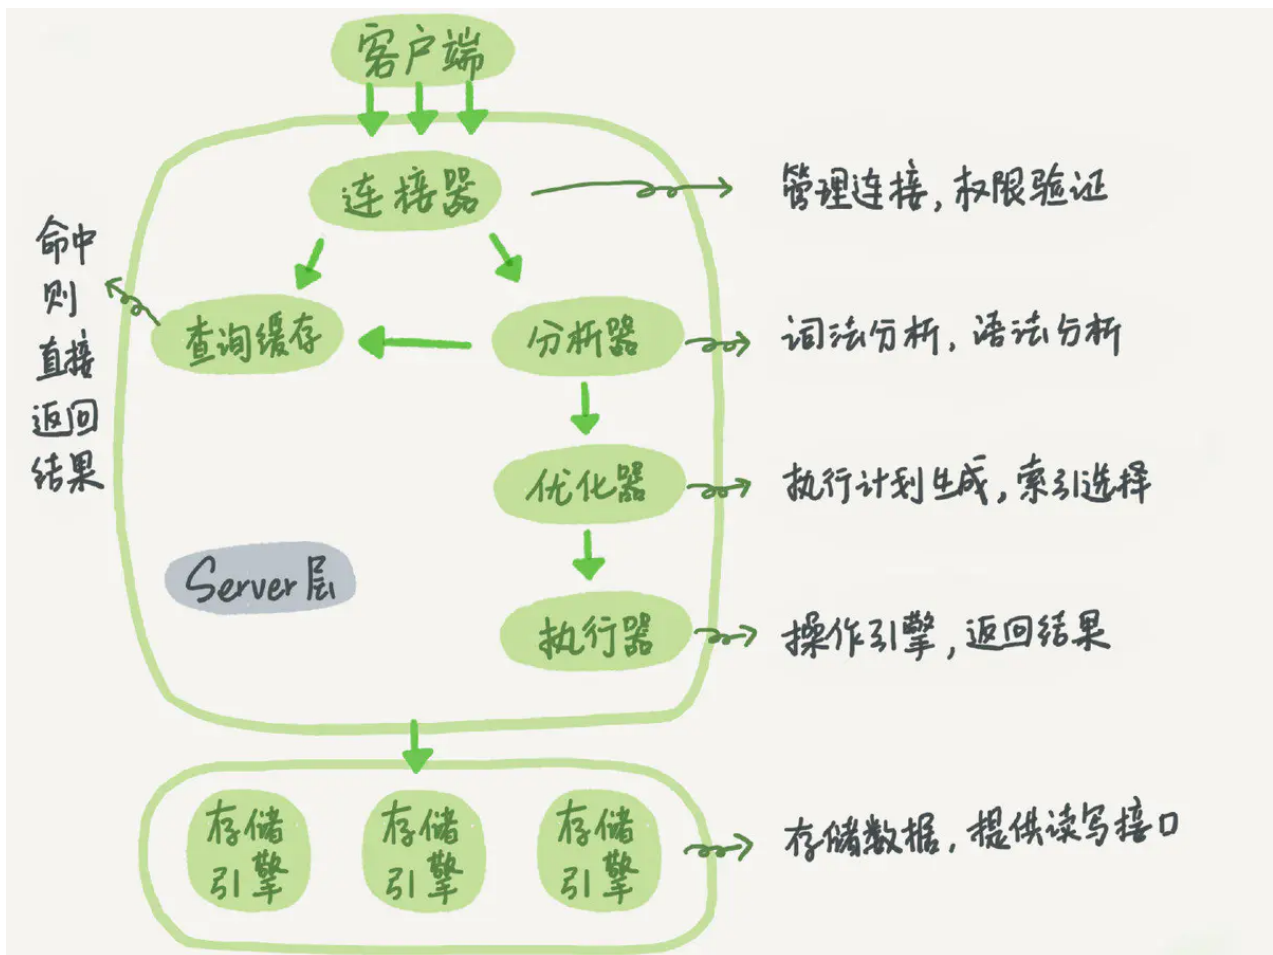 客户端
连接器
管理连接，权限验证
命中
则
直接
返回
结果
查询缓存
分析器
词法分析，语法分析
优化器
执行计划生成，索引选择
Server层
执行器
操作引擎，返回结果
存储
引擎
存储
引擎
存储
引擎
存储数据，提供读写接口